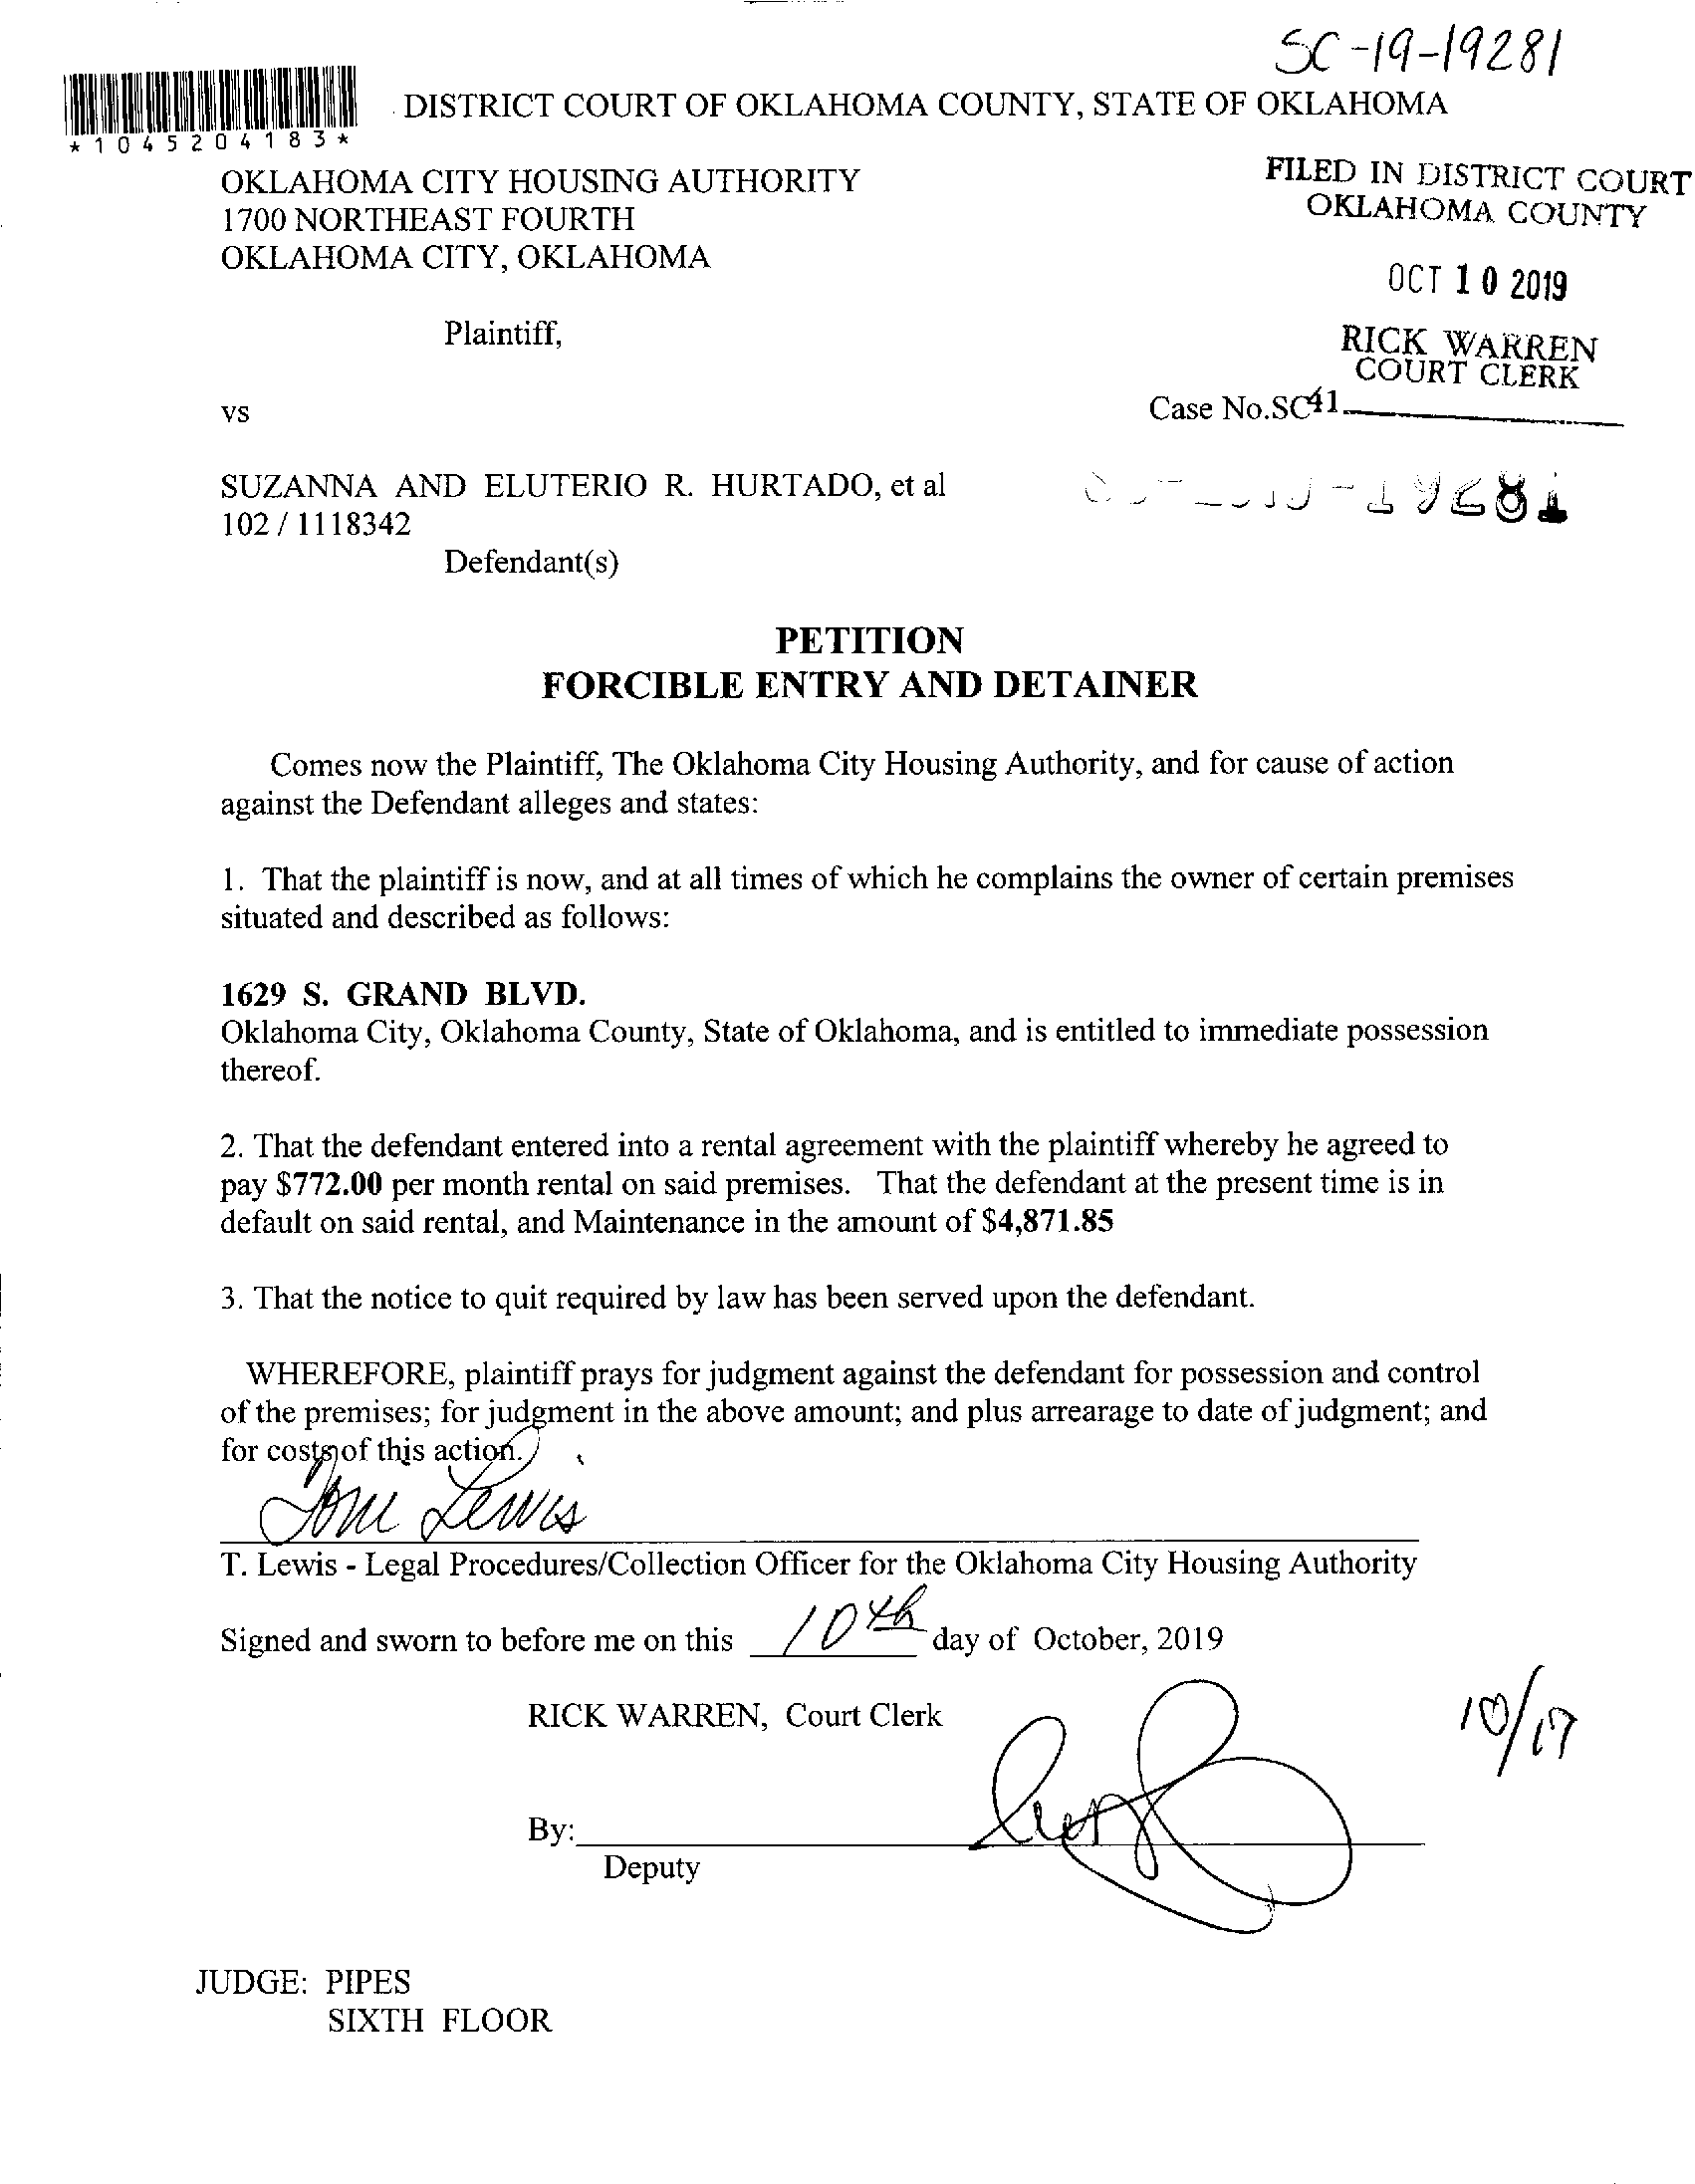 SC-19-19281
DISTRICT COURT OF OKLAHOMA COUNTY, STATE OF OKLAHOMA
*1045204183*
OKLAHOMA CITY HOUSING AUTHORITY
1700 NORTHEAST FOURTH
OKLAHOMA CITY, OKLAHOMA
FILED IN DISTRICT COURT
OKLAHOMA COUNTY
OCT 10 2019
RICK WARREN
COURT CLERK
Plaintiff,
vs
Case No.SC
41
SUZANNA AND ELUTERIO R. HURTADO, et al
102 / 1118342
Defendant(s)
PETITION
FORCIBLE ENTRY AND DETAINER
Comes now the Plaintiff, The Oklahoma City Housing Authority, and for cause of action
against the Defendant alleges and states:
1. That the plaintiff is now, and at all times of which he complains the owner of certain premises
situated and described as follows:
1629 S. GRAND BLVD.
Oklahoma City, Oklahoma County, State of Oklahoma, and is entitled to immediate possession
thereof.
2. That the defendant entered into a rental agreement with the plaintiff whereby he agreed to
pay $772.00 per month rental on said premises. That the defendant at the present time is in
default on said rental, and Maintenance in the amount of $4,871.85
3. That the notice to quit required by law has been served upon the defendant.
WHEREFORE, plaintiff prays for judgment against the defendant for possession and control
of the premises; for judgment in the above amount; and plus arrearage to date of judgment; and
for costs of this action.
Tom Lewis
T. Lewis - Legal Procedures/Collection Officer for the Oklahoma City Housing Authority
Signed and sworn to before me on this 10th day of October, 2019
RICK WARREN, Court Clerk
10/17
By:
Deputy
JUDGE: PIPES
SIXTH FLOOR